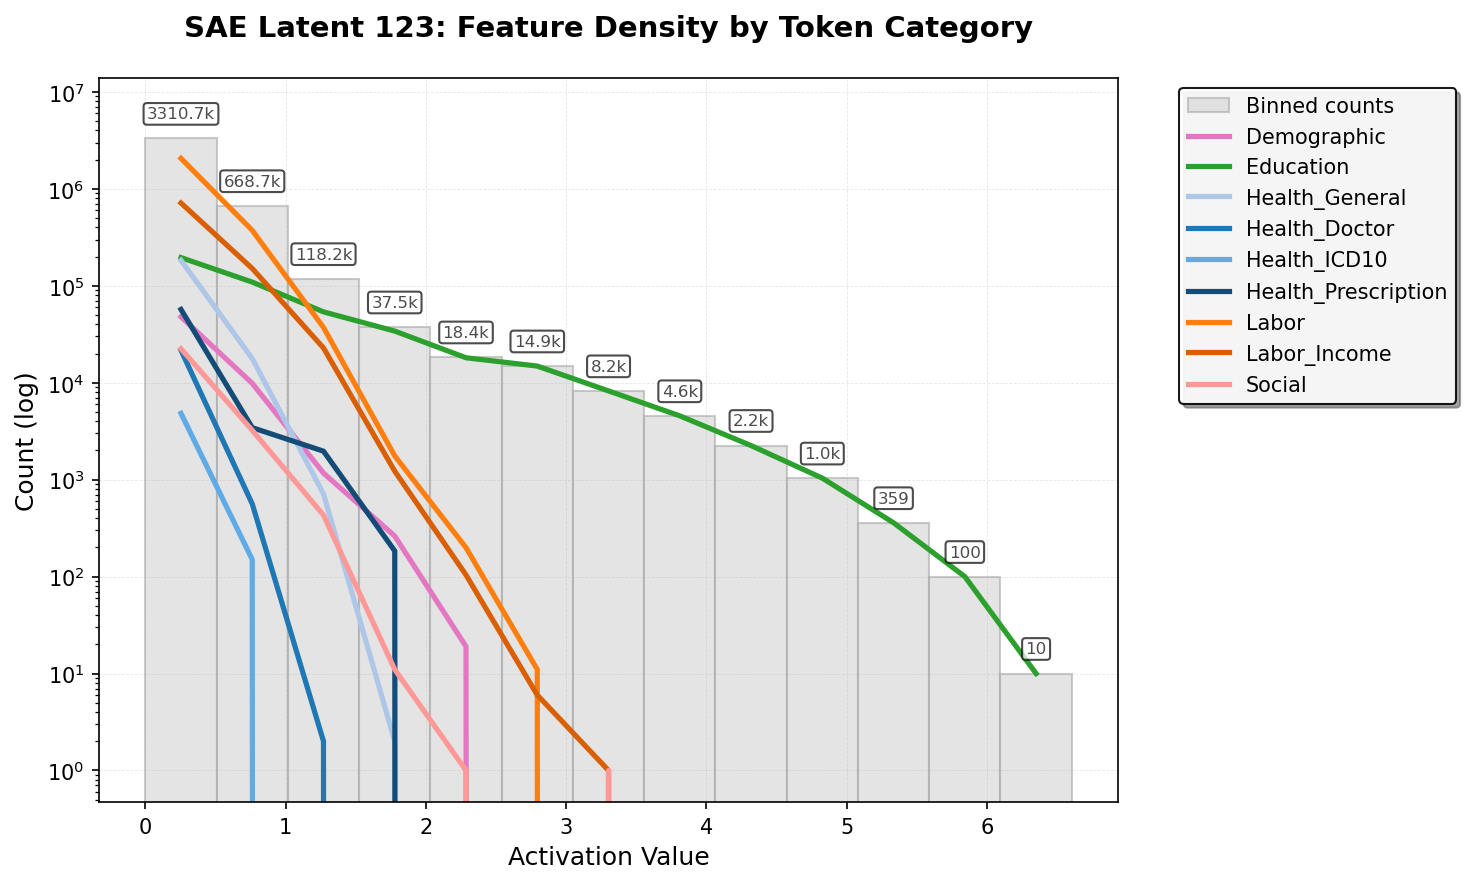 SAE Latent 123: Feature Density by Token Category
10⁷
10⁶
10⁵
10⁴
10³
10²
10¹
10⁰
Count (log)
3310.7k
668.7k
118.2k
37.5k
18.4k
14.9k
8.2k
4.6k
2.2k
1.0k
359
100
10
0 1 2 3 4 5 6
Activation Value
Binned counts
Demographic
Education
Health_General
Health_Doctor
Health_ICD10
Health_Prescription
Labor
Labor_Income
Social